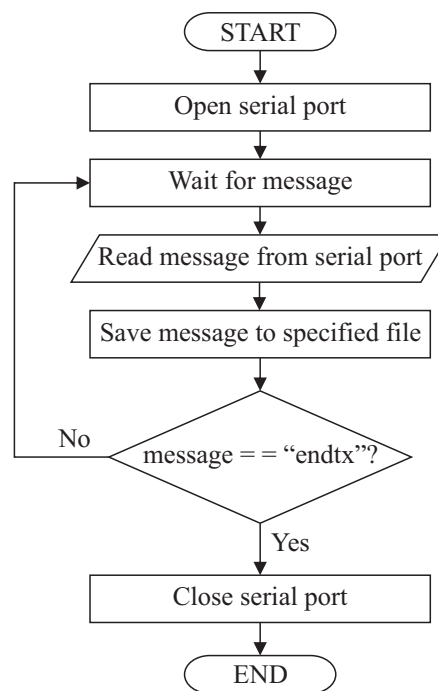 START
Open serial port
Wait for message
Read message from serial port
Save message to specified file
No
message = = “endtx”?
Yes
Close serial port
END